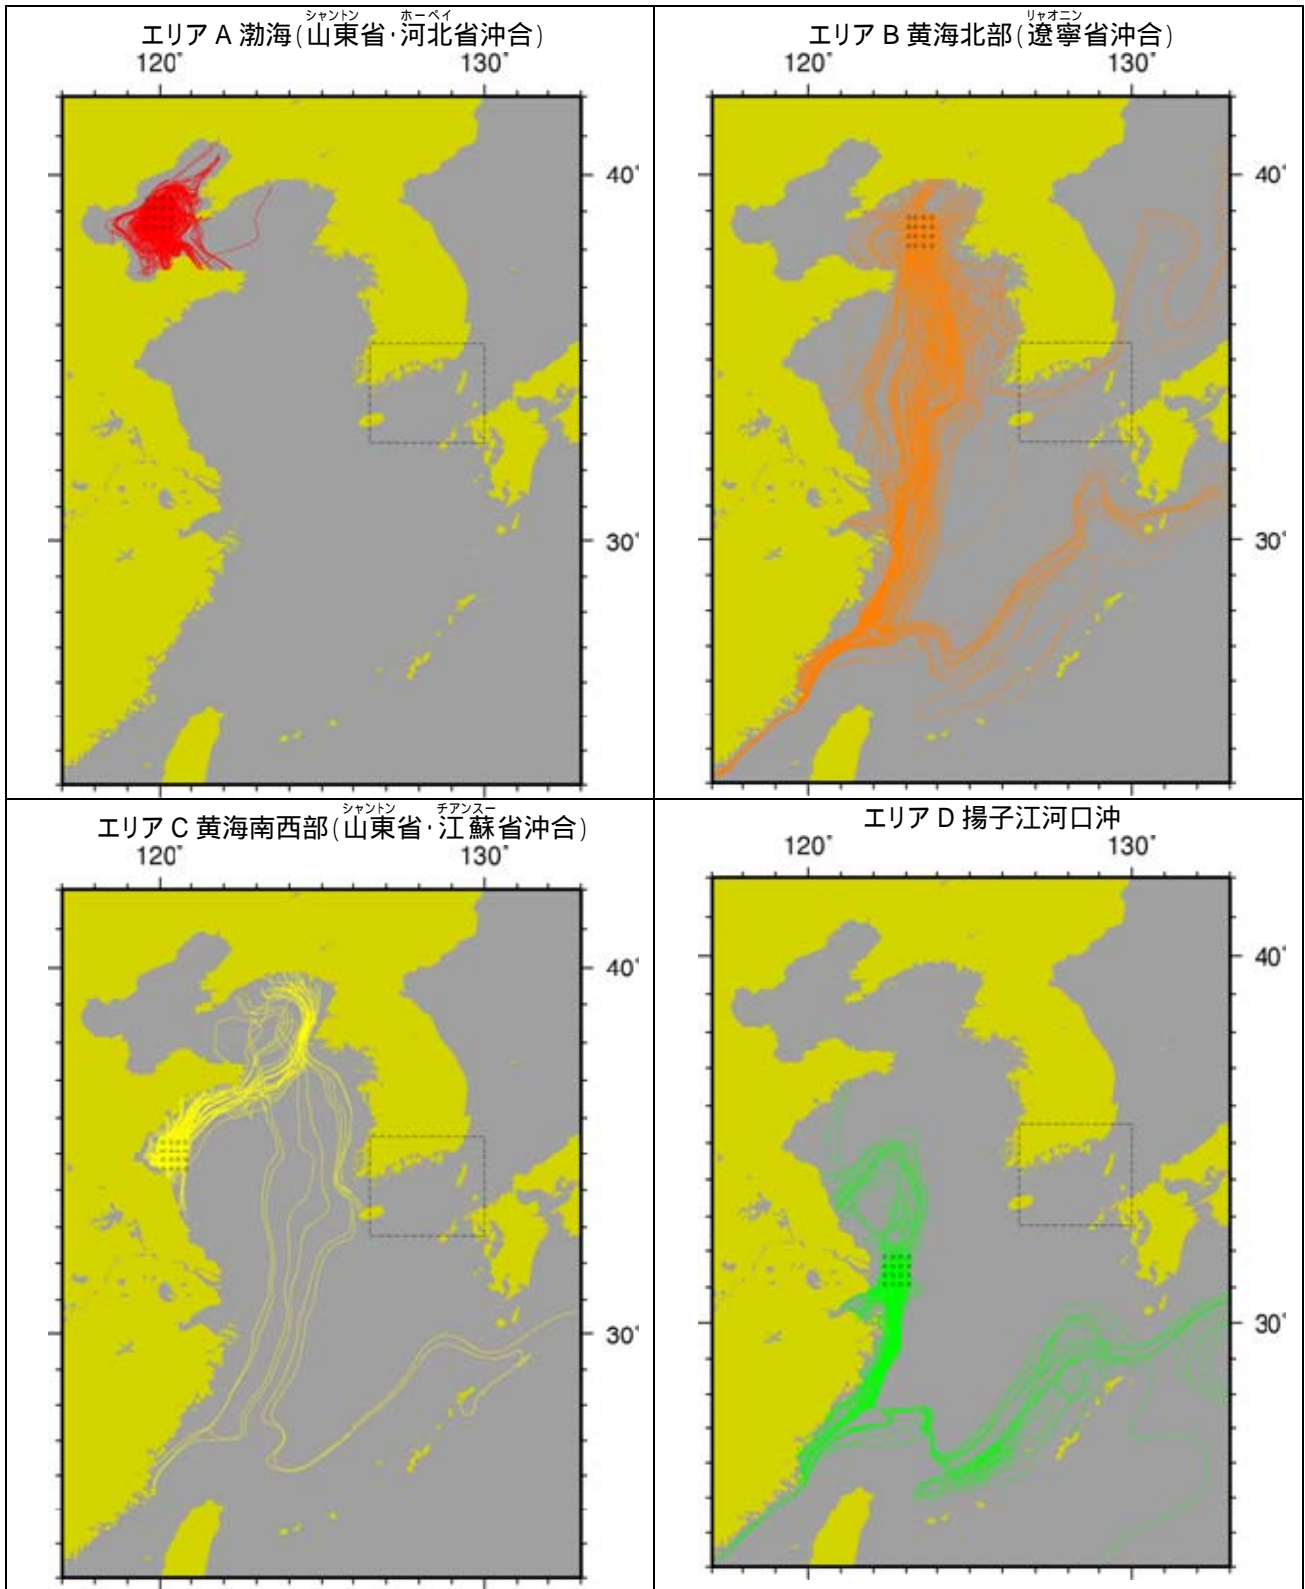 シャントン ホーペイ
エリア A 渤海(山東省・河北省沖合)
120° 130°
40°
30°
リャオニン
エリア B 黄海北部(遼寧省沖合)
120° 130°
40°
30°
シャントン チアンスー
エリア C 黄海南西部(山東省・江蘇省沖合)
120° 130°
40°
30°
エリア D 揚子江河口沖
120° 130°
40°
30°